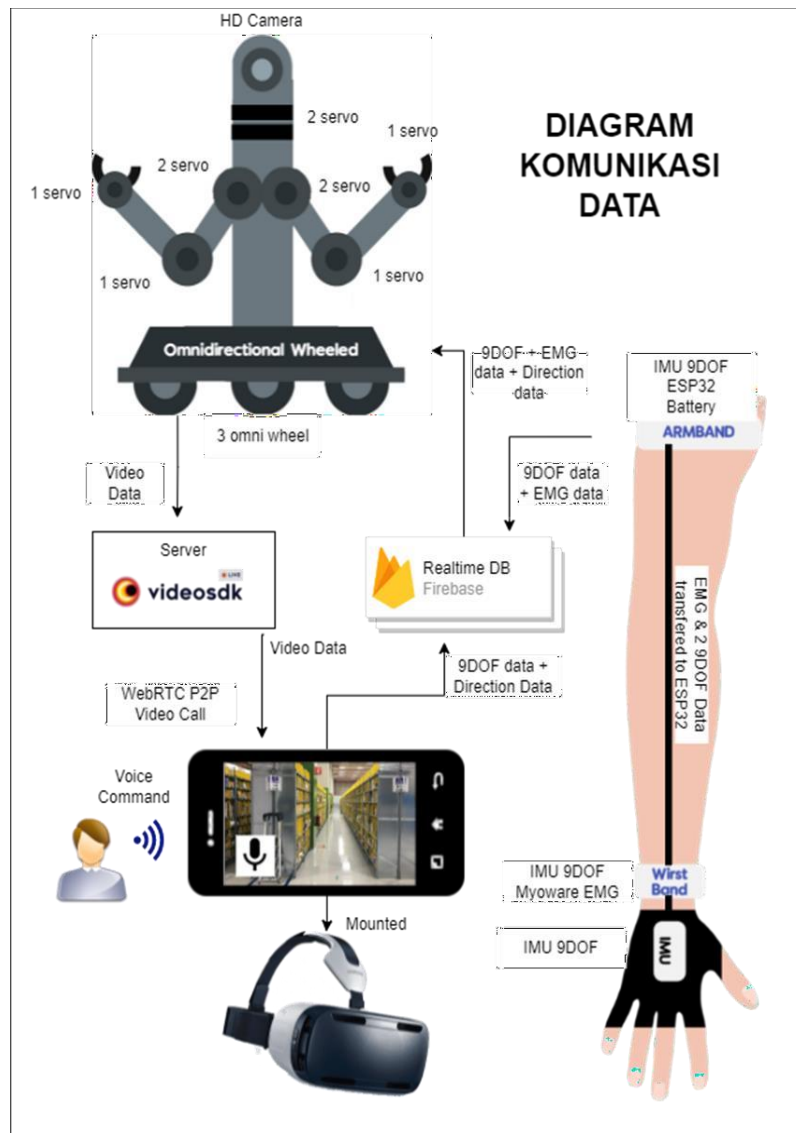 HD Camera
DIAGRAM
KOMUNIKASI
DATA
2 servo
1 servo
2 servo
2 servo
1 servo
1 servo
1 servo
Omnidirectional Wheeled
3 omni wheel
9DOF + EMG
data + Direction
data
IMU 9DOF
ESP32
Battery
ARMBAND
Video
Data
9DOF data
+ EMG data
Server
LIVE
videosdk
Realtime DB
Firebase
EMG & 2 9DOF Data
transfered to ESP32
Video Data
9DOF data +
Direction Data
WebRTC P2P
Video Call
Voice
Command
IMU 9DOF
Myoware EMG
Wirst
Band
Mounted
IMU 9DOF
IMU